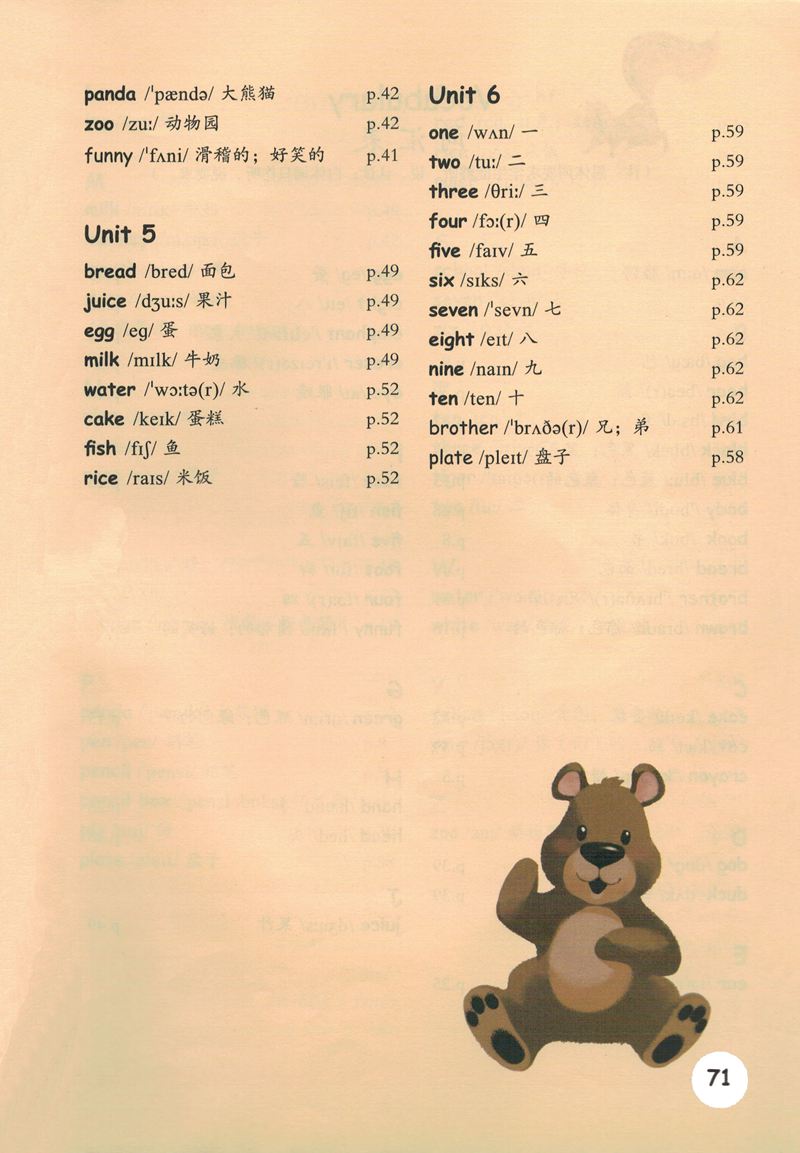 panda /ˈpændə/ 大熊猫 p.42
zoo /zuː/ 动物园 p.42
funny /ˈfʌni/ 滑稽的；好笑的 p.41
Unit 5
bread /bred/ 面包 p.49
juice /dʒuːs/ 果汁 p.49
egg /eg/ 蛋 p.49
milk /mɪlk/ 牛奶 p.49
water /ˈwɔːtə(r)/ 水 p.52
cake /keɪk/ 蛋糕 p.52
fish /fɪʃ/ 鱼 p.52
rice /raɪs/ 米饭 p.52
Unit 6
one /wʌn/ 一 p.59
two /tuː/ 二 p.59
three /θriː/ 三 p.59
four /fɔː(r)/ 四 p.59
five /faɪv/ 五 p.59
six /sɪks/ 六 p.62
seven /ˈsevn/ 七 p.62
eight /eɪt/ 八 p.62
nine /naɪn/ 九 p.62
ten /ten/ 十 p.62
brother /ˈbrʌðə(r)/ 兄；弟 p.61
plate /pleɪt/ 盘子 p.58
71